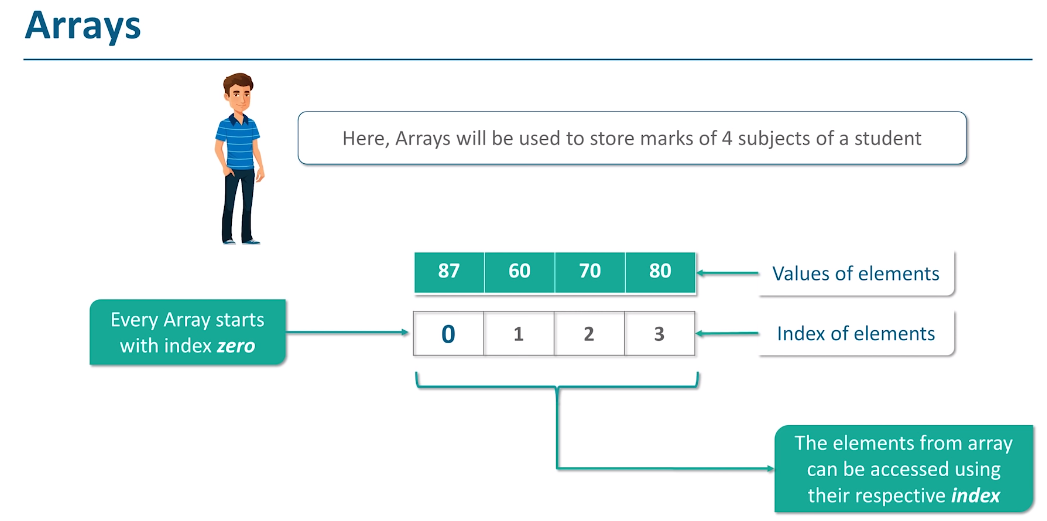 Arrays
Here, Arrays will be used to store marks of 4 subjects of a student
87 60 70 80
Values of elements
Every Array starts
with index zero
0 1 2 3
Index of elements
The elements from array
can be accessed using
their respective index